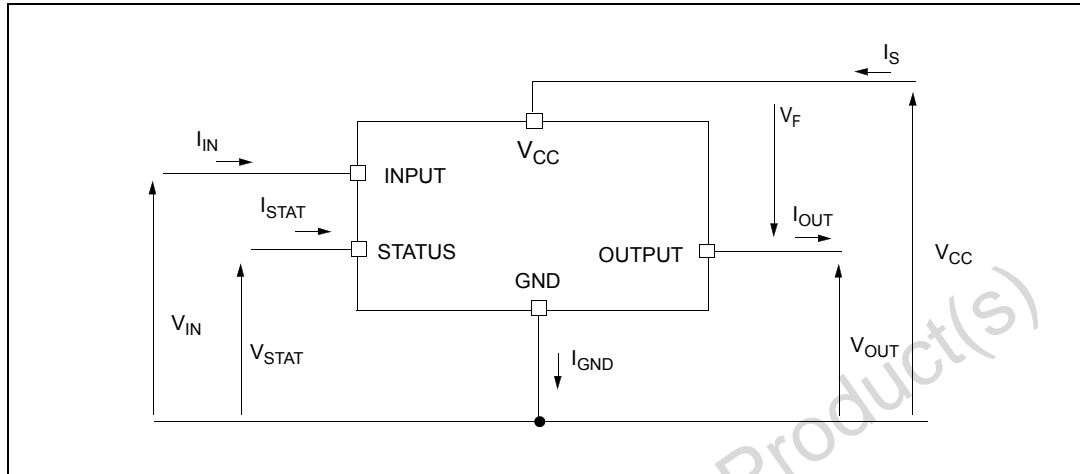 I_S
V_F
I_IN
V_CC
INPUT
I_STAT
I_OUT
STATUS
OUTPUT
V_CC
GND
V_IN
V_STAT
I_GND
V_OUT
Product(s)